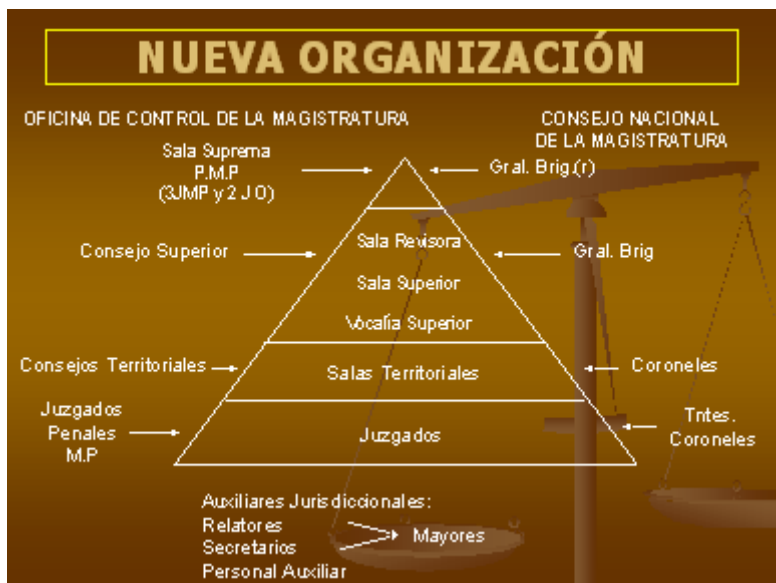 NUEVA ORGANIZACIÓN
OFICINA DE CONTROL DE LA MAGISTRATURA
CONSEJO NACIONAL
DE LA MAGISTRATURA
Sala Suprema
P.M.P
(3JMP y 2 J O)
Gral. Brig.(r)
Consejo Superior
Sala Revisora
Sala Superior
Vocalía Superior
Gral. Brig
Consejos Territoriales
Salas Territoriales
Coroneles
Juzgados
Penales
M.P
Juzgados
Tntes.
Coroneles
Auxiliares Jurisdiccionales:
Relatores
Secretarios
Mayores
Personal Auxiliar